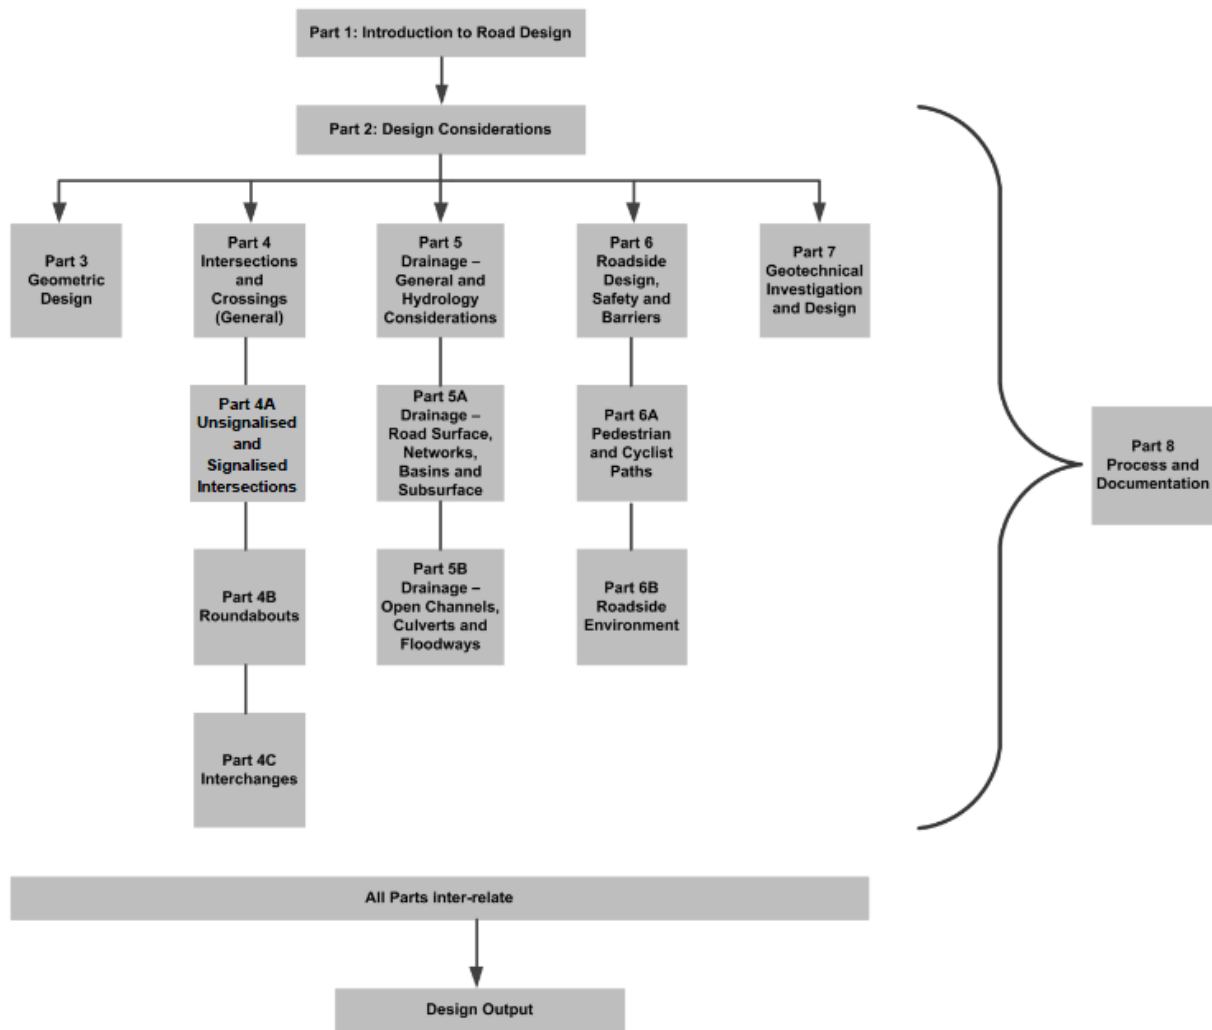 Part 1: Introduction to Road Design
Part 2: Design Considerations
Part 3
Geometric
Design
Part 4
Intersections
and
Crossings
(General)
Part 5
Drainage –
General and
Hydrology
Considerations
Part 6
Roadside
Design,
Safety and
Barriers
Part 7
Geotechnical
Investigation
and Design
Part 4A
Unsignalised
and
Signalised
Intersections
Part 5A
Drainage –
Road Surface,
Networks,
Basins and
Subsurface
Part 6A
Pedestrian
and Cyclist
Paths
Part 8
Process and
Documentation
Part 4B
Roundabouts
Part 5B
Drainage –
Open Channels,
Culverts and
Floodways
Part 6B
Roadside
Environment
Part 4C
Interchanges
All Parts Inter-relate
Design Output